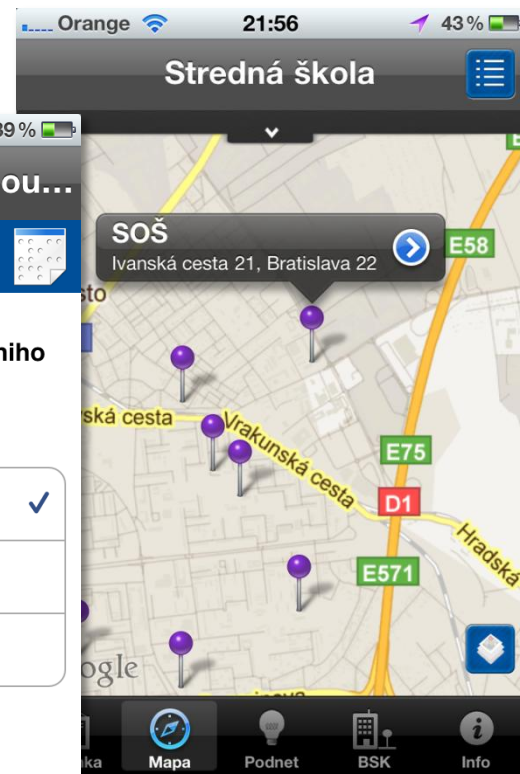 Orange 21:56 43 %
Stredná škola
39 %
ou...
SOŠ
Ivanská cesta 21, Bratislava 22
E58
sto
niho
ská cesta
Vrakunská cesta
E75
D1
Hradská
E571
ogle
ka Mapa Podnet BSK Info